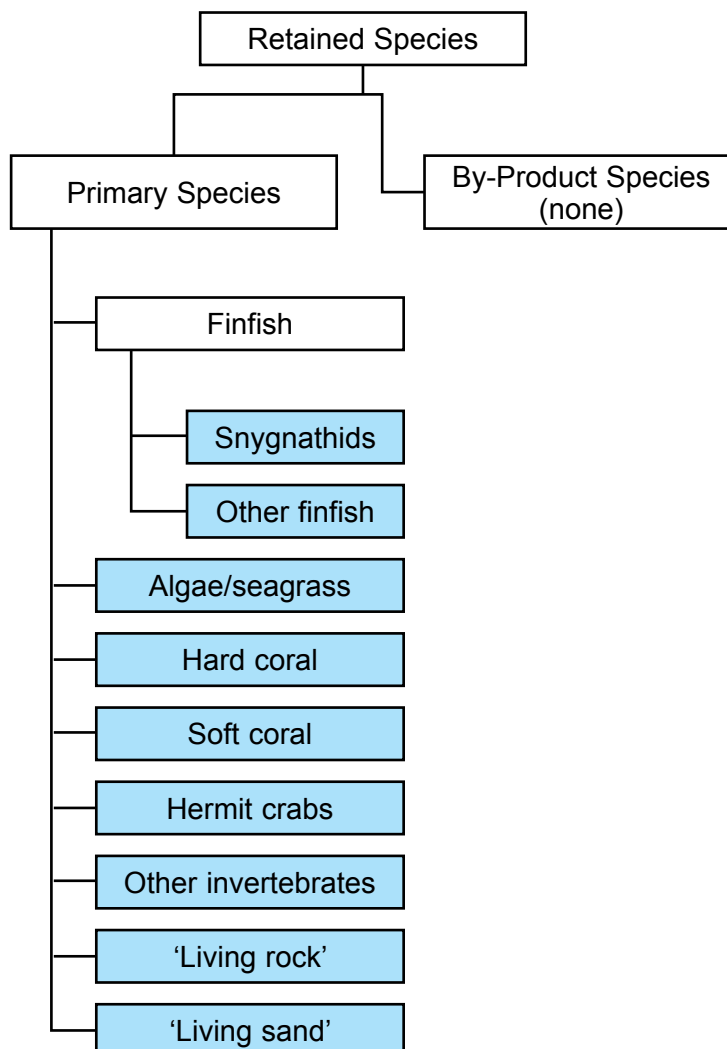 Retained Species
Primary Species
By-Product Species
(none)
Finfish
Snygnathids
Other finfish
Algae/seagrass
Hard coral
Soft coral
Hermit crabs
Other invertebrates
‘Living rock’
‘Living sand’